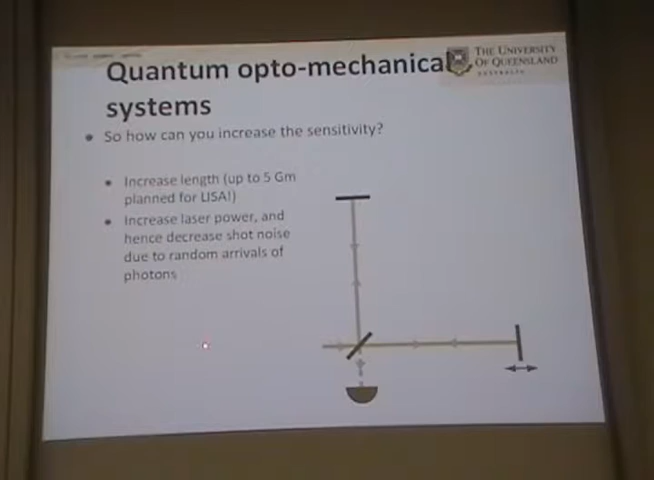 Quantum opto-mechanical
THE UNIVERSITY
OF QUEENSLAND
AUSTRALIA
systems
So how can you increase the sensitivity?
Increase length (up to 5 Gm
planned for LISA!)
Increase laser power, and
hence decrease shot noise
due to random arrivals of
photons